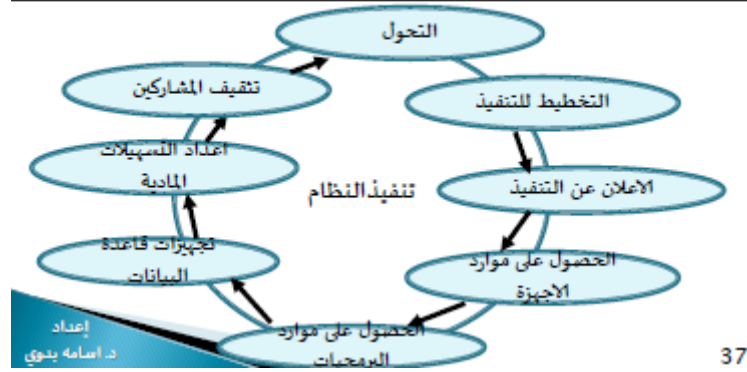 التحول
التخطيط للتنفيذ
الاعلان عن التنفيذ
الحصول على موارد
الاجهزة
الحصول على موارد
البرمجيات
تجهيزات قاعدة
البيانات
اعداد التسهيلات
المادية
تثقيف المشاركين
تنفيذ النظام
إعداد
د. اسامه بدوي
37